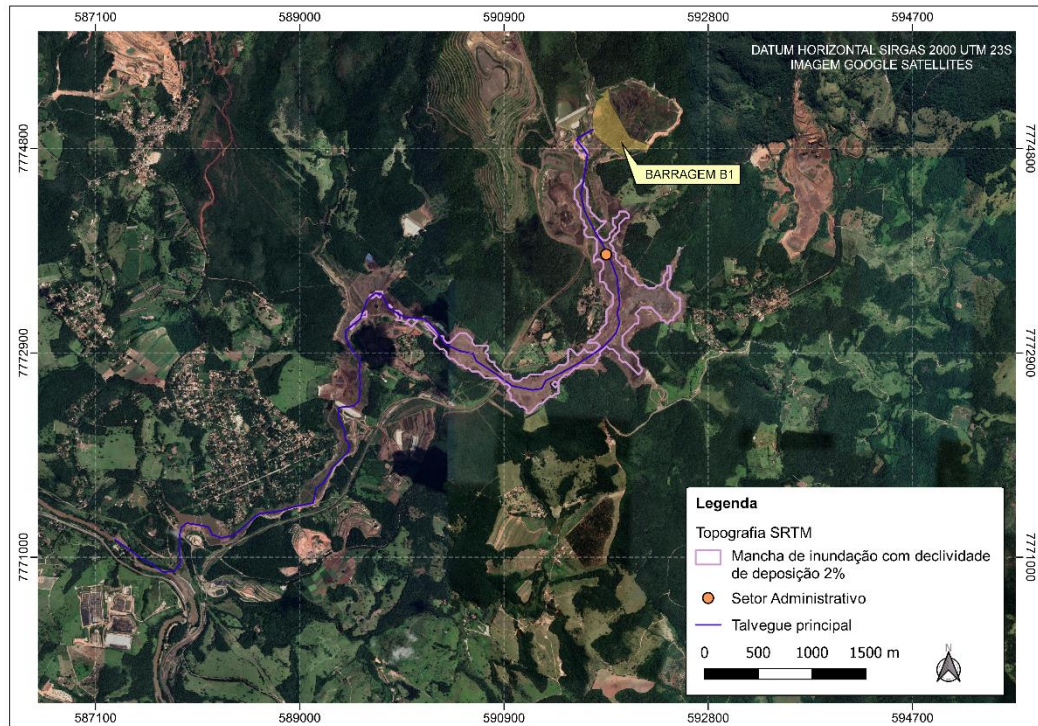 587100 589000 590900 592800 594700
DATUM HORIZONTAL SIRGAS 2000 UTM 23S
IMAGEM GOOGLE SATELLITES
7774800 7774800
BARRAGEM B1
7772900 7772900
Legenda
Topografia SRTM
Mancha de inundação com declividade
de deposição 2%
7771000 7771000
Setor Administrativo
Talvegue principal
N
0 500 1000 1500 m
587100 589000 590900 592800 594700